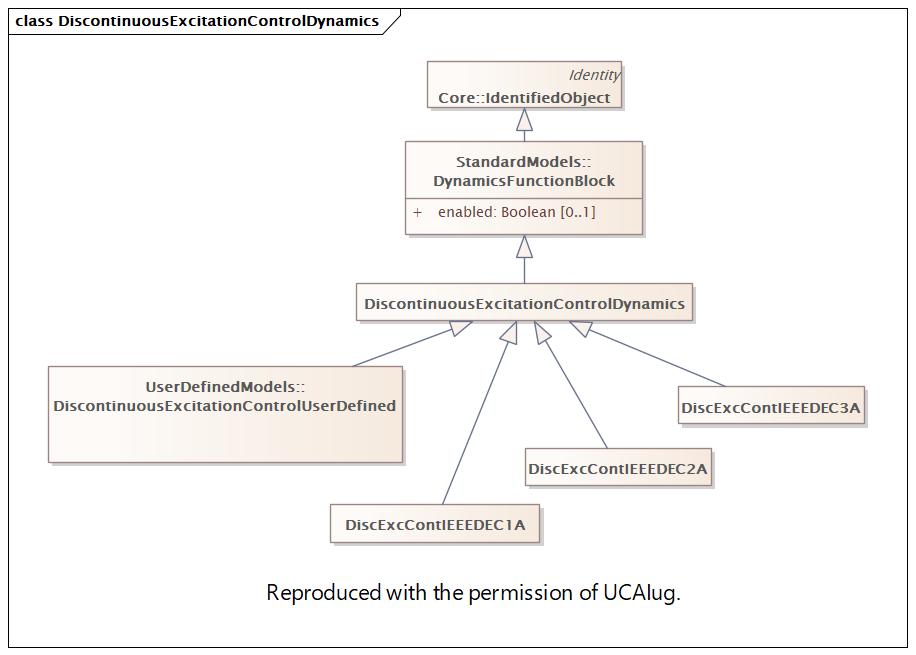 class DiscontinuousExcitationControlDynamics
Identity
Core::IdentifiedObject
StandardModels::
DynamicsFunctionBlock
+ enabled: Boolean [0..1]
DiscontinuousExcitationControlDynamics
UserDefinedModels::
DiscontinuousExcitationControlUserDefined
DiscExcContIEEEDEC3A
DiscExcContIEEEDEC2A
DiscExcContIEEEDEC1A
Reproduced with the permission of UCAIug.